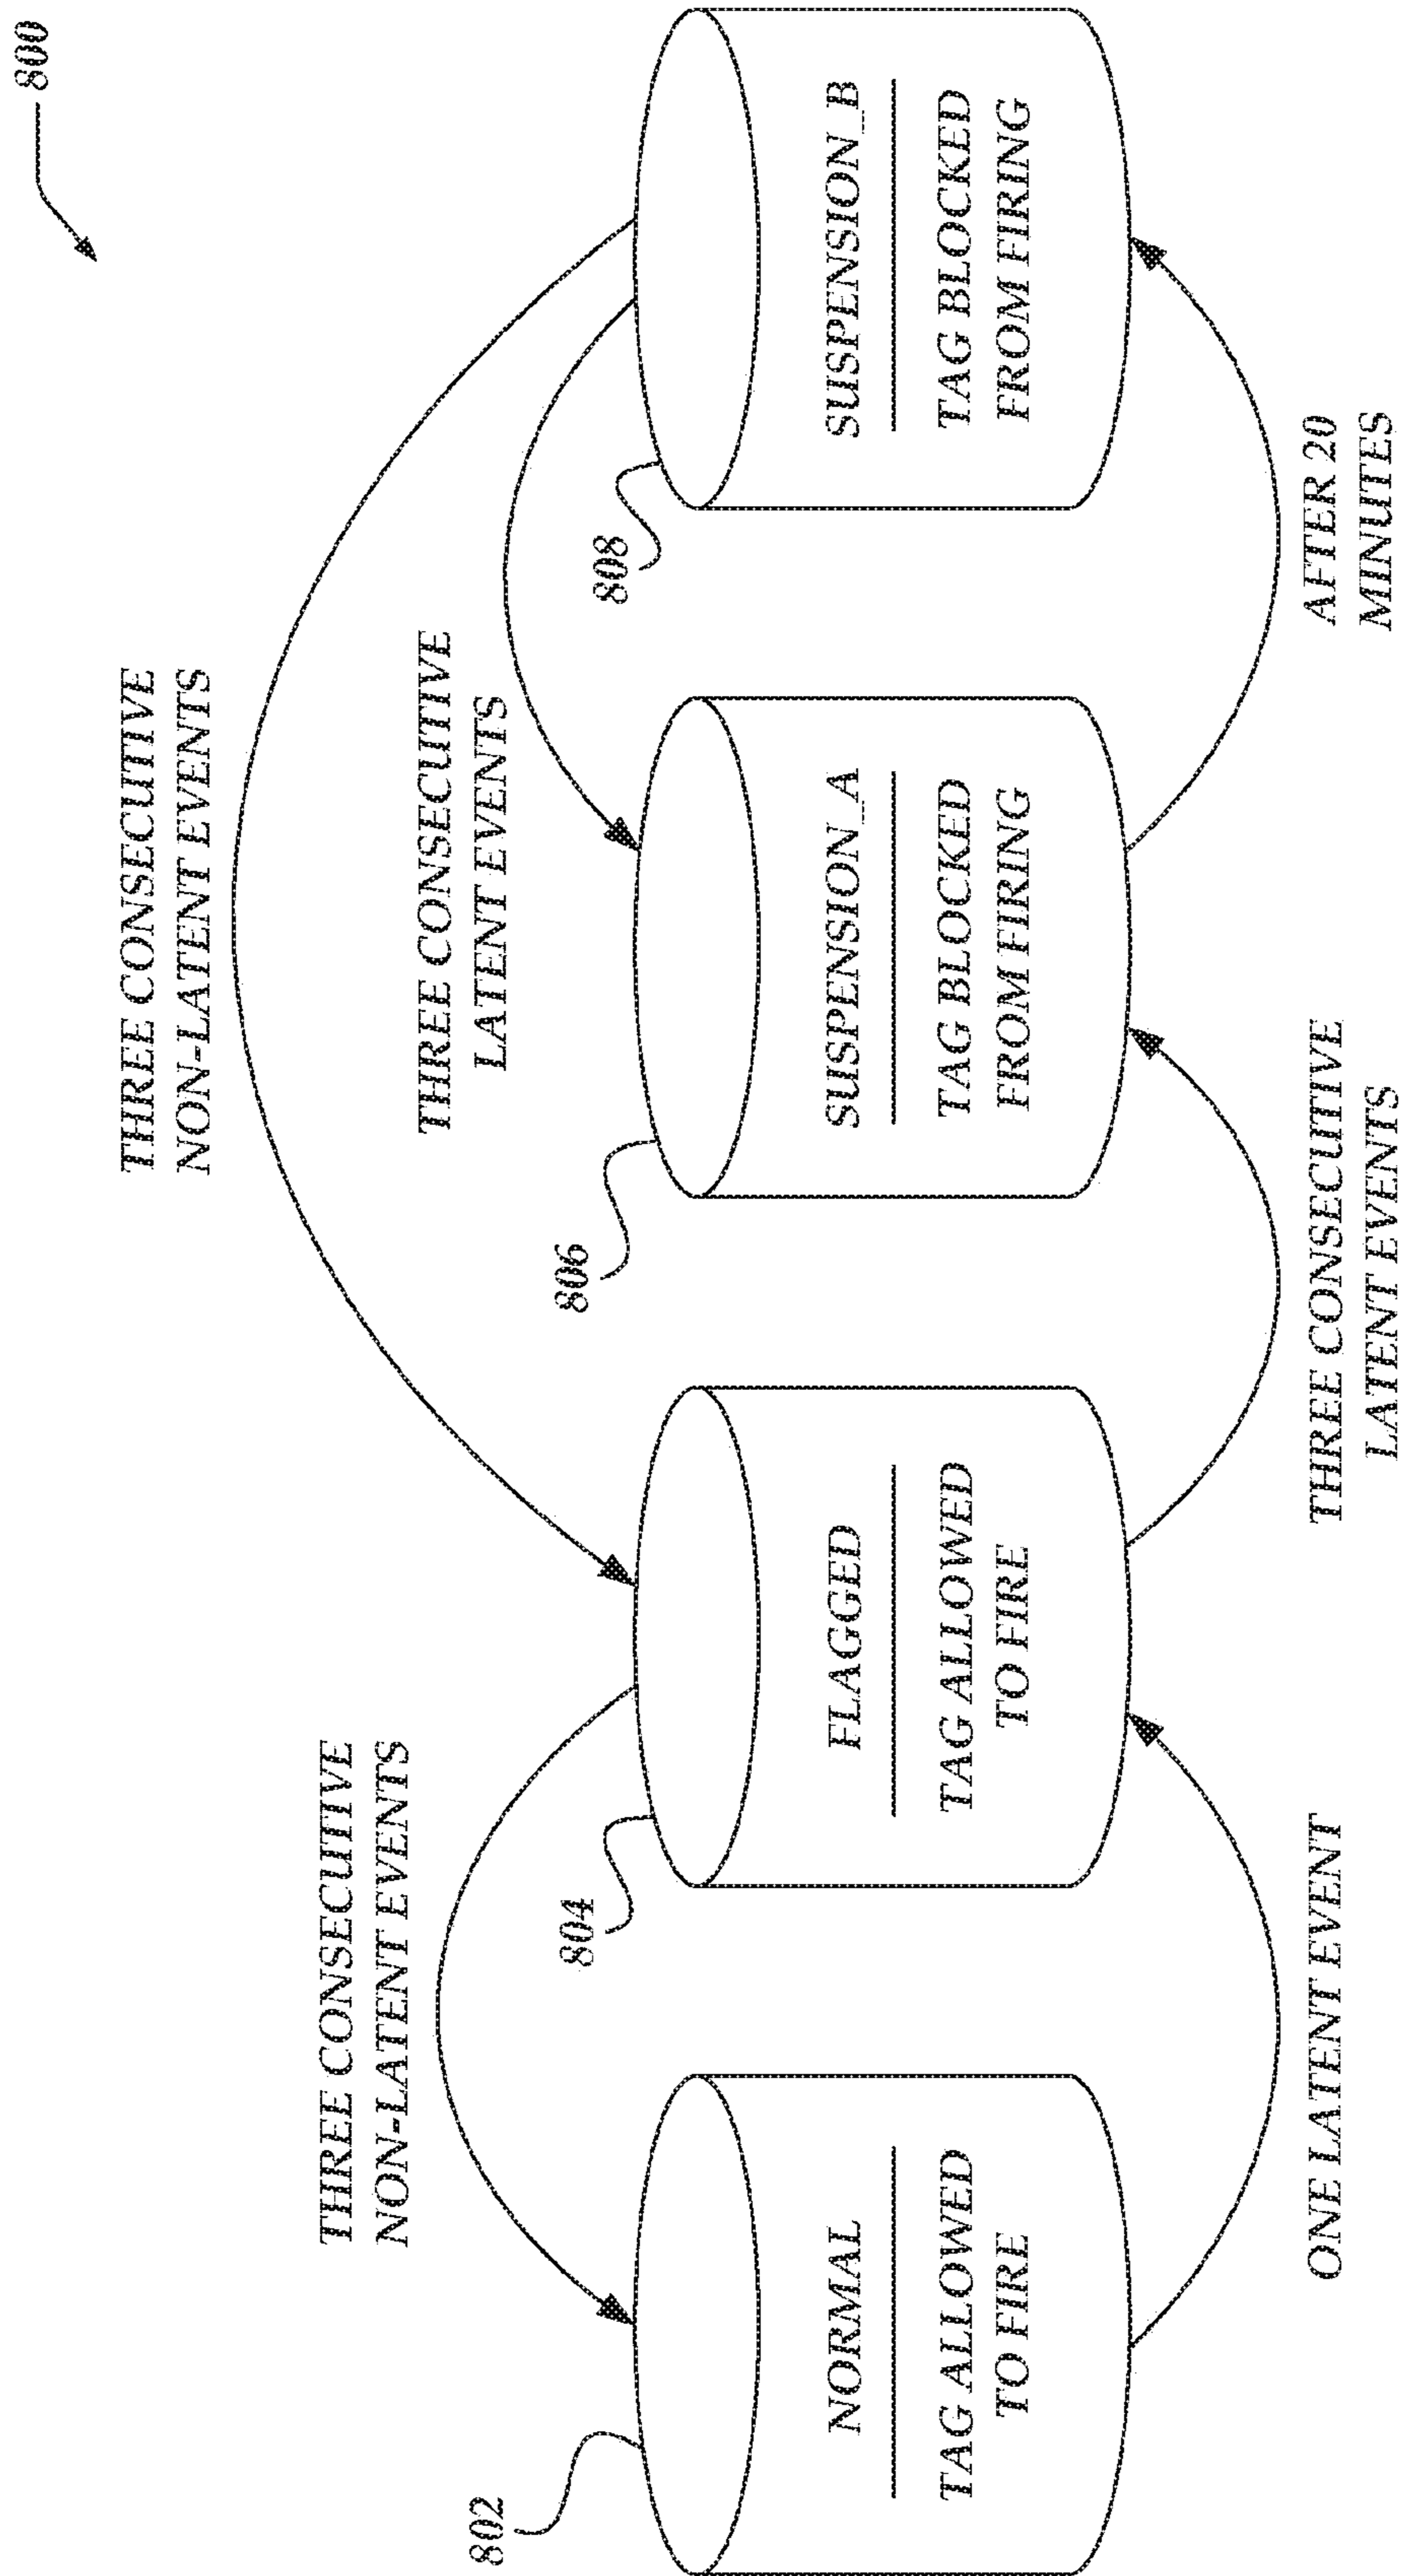 800
THREE CONSECUTIVE
NON-LATENT EVENTS
THREE CONSECUTIVE
NON-LATENT EVENTS
THREE CONSECUTIVE
LATENT EVENTS
802
804
806
808
NORMAL
TAG ALLOWED
TO FIRE
FLAGGED
TAG ALLOWED
TO FIRE
SUSPENSION_A
TAG BLOCKED
FROM FIRING
SUSPENSION_B
TAG BLOCKED
FROM FIRING
ONE LATENT EVENT
THREE CONSECUTIVE
LATENT EVENTS
AFTER 20
MINUTES